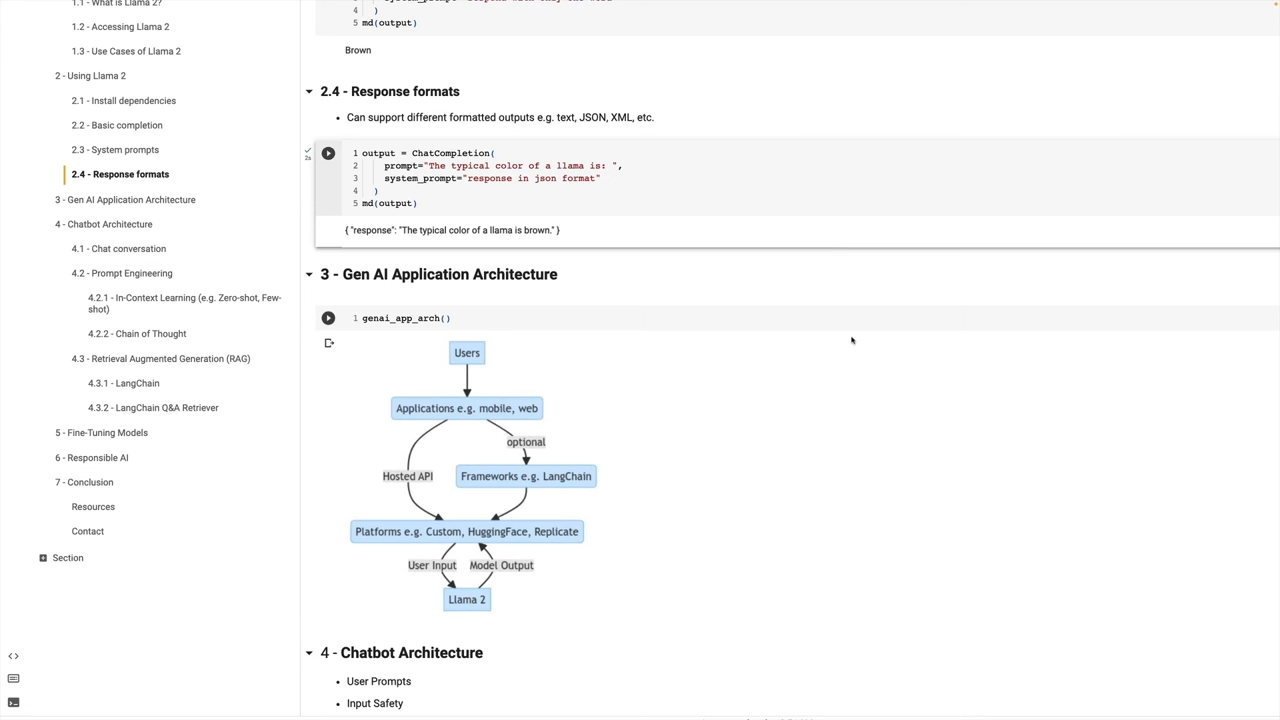 1.1 - What is Llama 2?
1.2 - Accessing Llama 2
1.3 - Use Cases of Llama 2
2 - Using Llama 2
2.1 - Install dependencies
2.2 - Basic completion
2.3 - System prompts
2.4 - Response formats
3 - Gen AI Application Architecture
4 - Chatbot Architecture
4.1 - Chat conversation
4.2 - Prompt Engineering
4.2.1 - In-Context Learning (e.g. Zero-shot, Few-
shot)
4.2.2 - Chain of Thought
4.3 - Retrieval Augmented Generation (RAG)
4.3.1 - LangChain
4.3.2 - LangChain Q&A Retriever
5 - Fine-Tuning Models
6 - Responsible AI
7 - Conclusion
Resources
Contact
Section
4 )
5 md(output)
Brown
2.4 - Response formats
• Can support different formatted outputs e.g. text, JSON, XML, etc.
2s
1 output = ChatCompletion(
2 prompt="The typical color of a llama is: ",
3 system_prompt="response in json format"
4 )
5 md(output)
{ "response": "The typical color of a llama is brown." }
3 - Gen AI Application Architecture
1 genai_app_arch()
Users
Applications e.g. mobile, web
optional
Hosted API
Frameworks e.g. LangChain
Platforms e.g. Custom, HuggingFace, Replicate
User Input
Model Output
Llama 2
4 - Chatbot Architecture
• User Prompts
• Input Safety